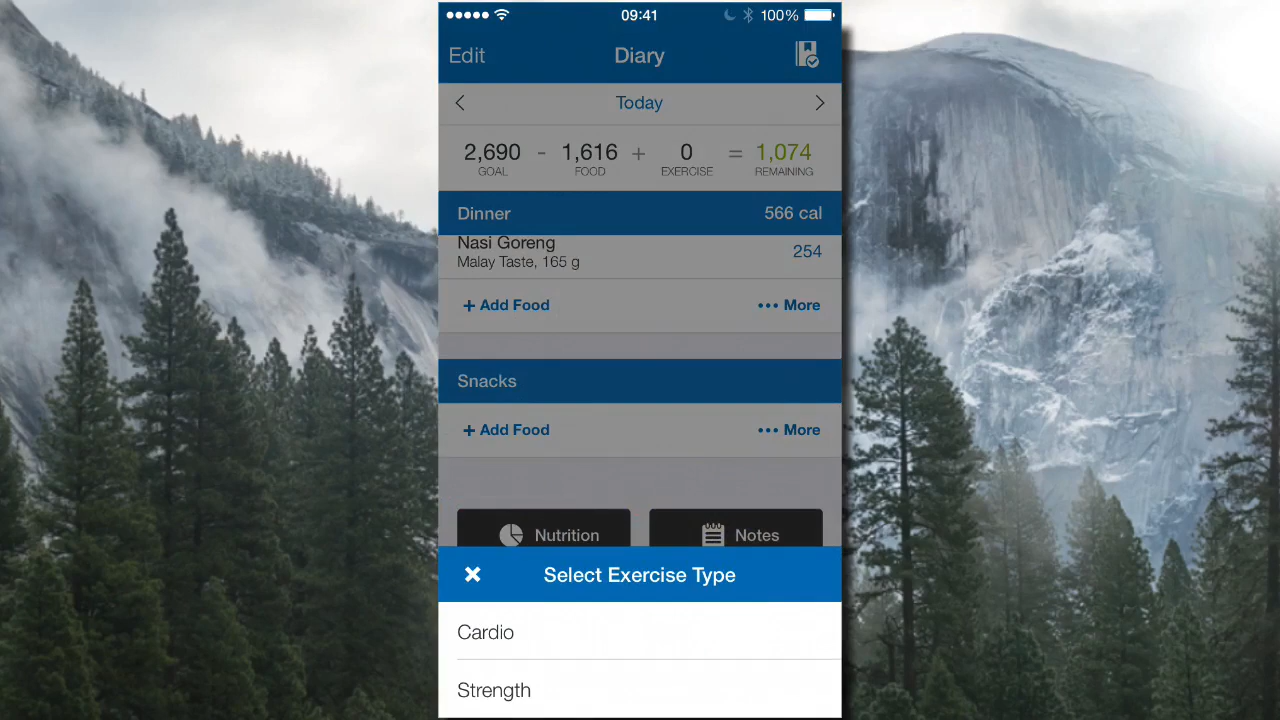 09:41 100%
Edit Diary
Today
2,690 - 1,616 + 0 = 1,074
GOAL FOOD EXERCISE REMAINING
Dinner 566 cal
Nasi Goreng
Malay Taste, 165 g 254
+ Add Food ••• More
Snacks
+ Add Food ••• More
Nutrition Notes
Select Exercise Type
Cardio
Strength